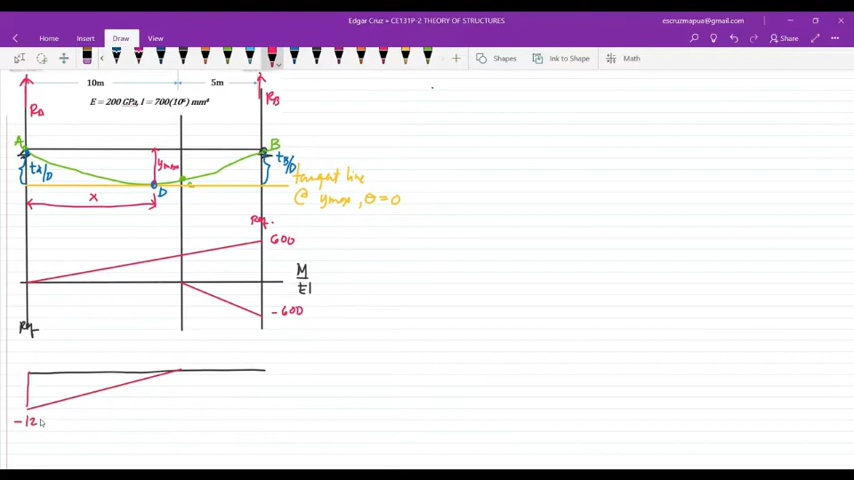 Edgar Cruz » CE131P-2 THEORY OF STRUCTURES
escruzmapua@gmail.com
Home Insert Draw View
Shapes Ink to Shape Math
10m 5m
E = 200 GPa, I = 700(10⁶) mm⁴
RA RB
A B
tA/D ymax tB/D
D C
tangent line
@ ymax, θ = 0
x
Ref.
600
M
EI
-600
Ref
-12